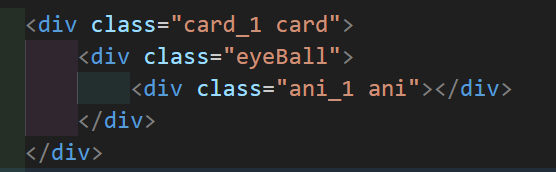 <div class="card_1 card">
<div class="eyeBall">
<div class="ani_1 ani"></div>
</div>
</div>